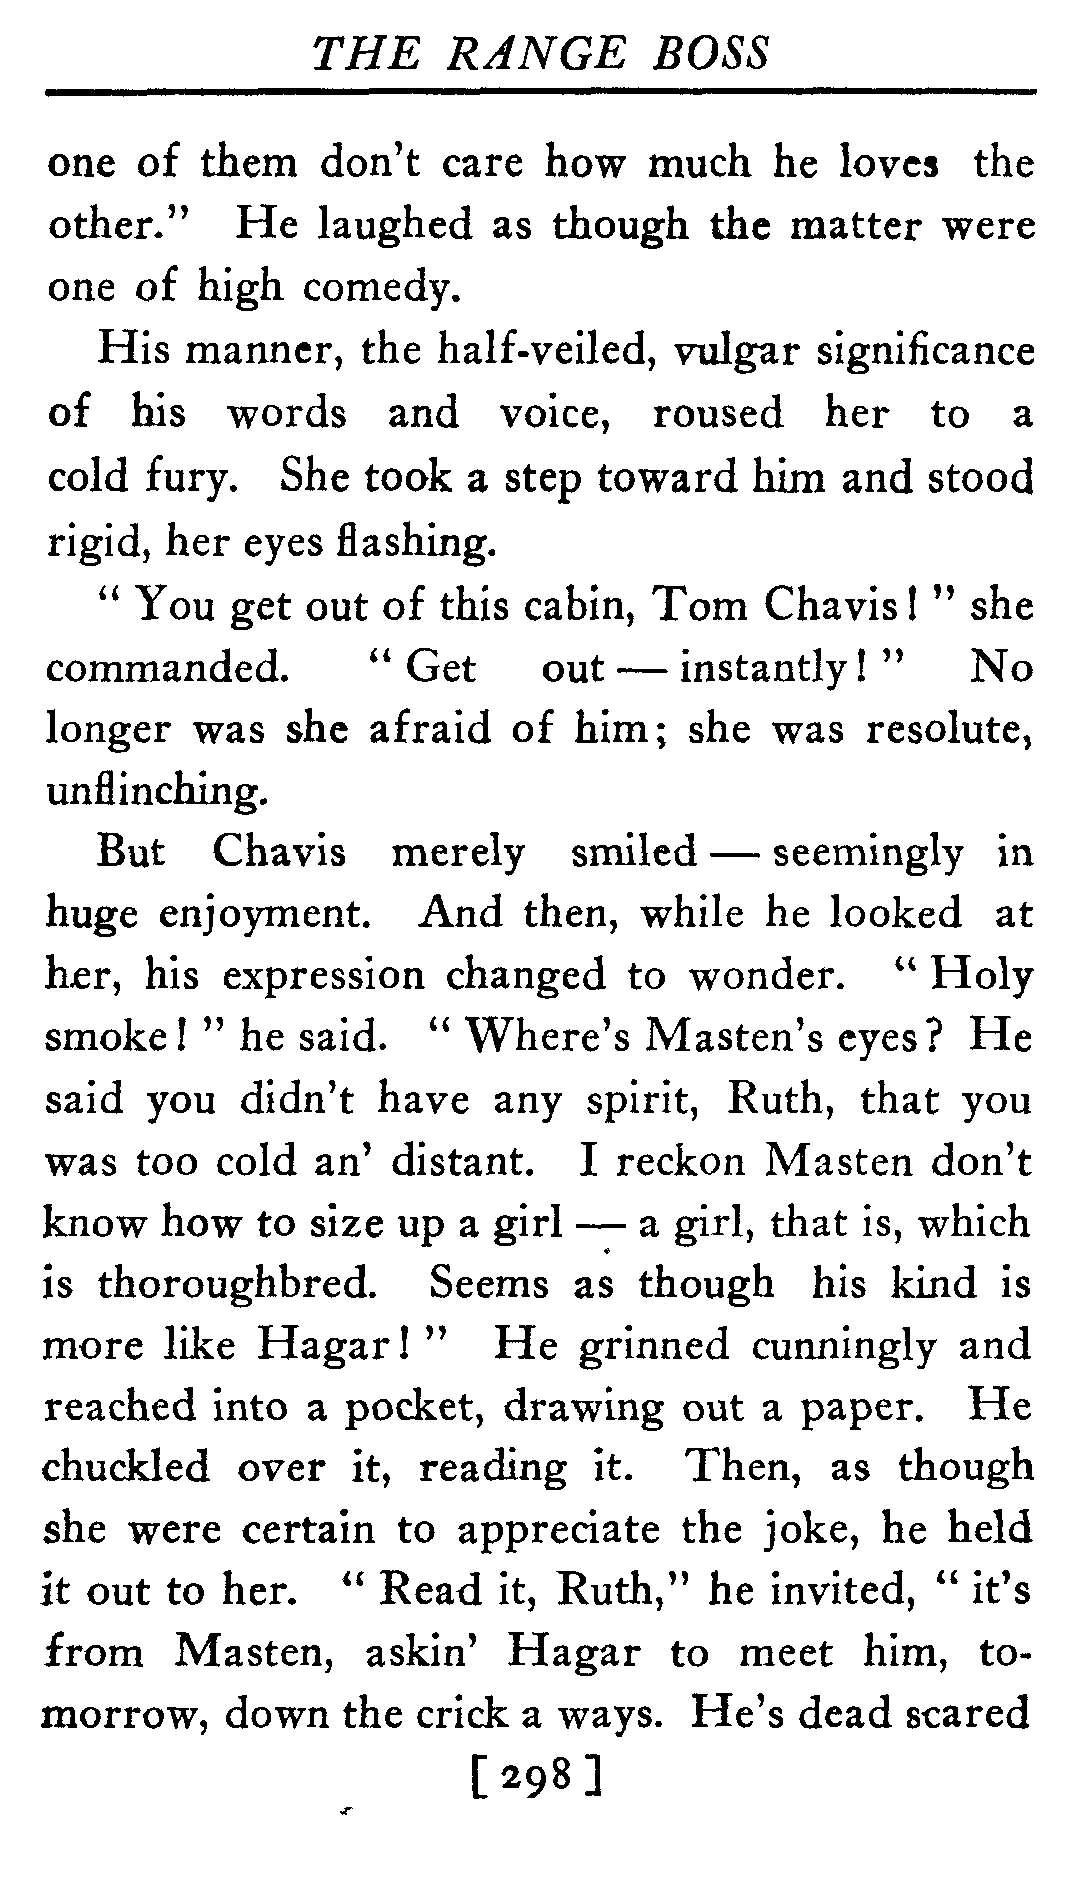 THE RANGE BOSS
one of them don't care how much he loves the
other." He laughed as though the matter were
one of high comedy.
His manner, the half-veiled, vulgar significance
of his words and voice, roused her to a
cold fury. She took a step toward him and stood
rigid, her eyes flashing.
" You get out of this cabin, Tom Chavis! " she
commanded. " Get out — instantly! " No
longer was she afraid of him; she was resolute,
unflinching.
But Chavis merely smiled — seemingly in
huge enjoyment. And then, while he looked at
her, his expression changed to wonder. " Holy
smoke! " he said. " Where's Masten's eyes? He
said you didn't have any spirit, Ruth, that you
was too cold an' distant. I reckon Masten don't
know how to size up a girl — a girl, that is, which
is thoroughbred. Seems as though his kind is
more like Hagar! " He grinned cunningly and
reached into a pocket, drawing out a paper. He
chuckled over it, reading it. Then, as though
she were certain to appreciate the joke, he held
it out to her. " Read it, Ruth," he invited, " it's
from Masten, askin' Hagar to meet him, to-
morrow, down the crick a ways. He's dead scared
[ 298 ]